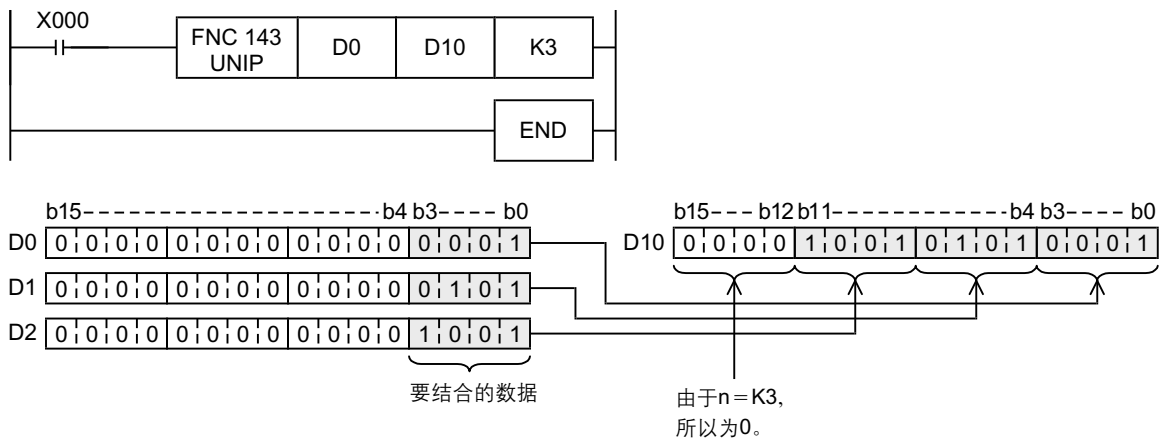 X000
FNC 143
UNIP D0 D10 K3
END
b15 b4 b3 b0 b15 b12 b11 b4 b3 b0
D0 0 0 0 0 0 0 0 0 0 0 0 0 0 0 0 1 D10 0 0 0 0 1 0 0 1 0 1 0 1 0 0 0 1
D1 0 0 0 0 0 0 0 0 0 0 0 0 0 1 0 1
D2 0 0 0 0 0 0 0 0 0 0 0 0 1 0 0 1
要结合的数据
由于n=K3,
所以为0。